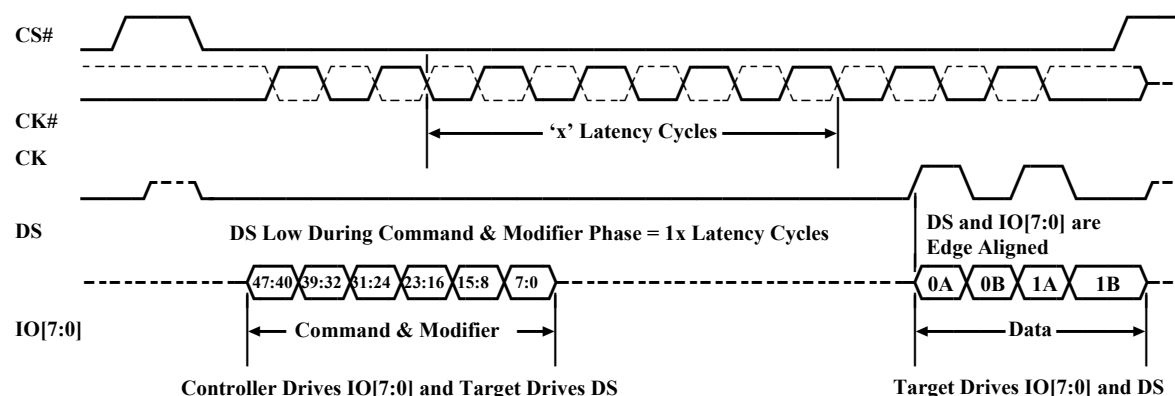 CS#
CK#
‘x’ Latency Cycles
CK
DS
DS Low During Command & Modifier Phase = 1x Latency Cycles
DS and IO[7:0] are
Edge Aligned
47:40 39:32 31:24 23:16 15:8 7:0
0A 0B 1A 1B
IO[7:0]
Command & Modifier
Data
Controller Drives IO[7:0] and Target Drives DS
Target Drives IO[7:0] and DS